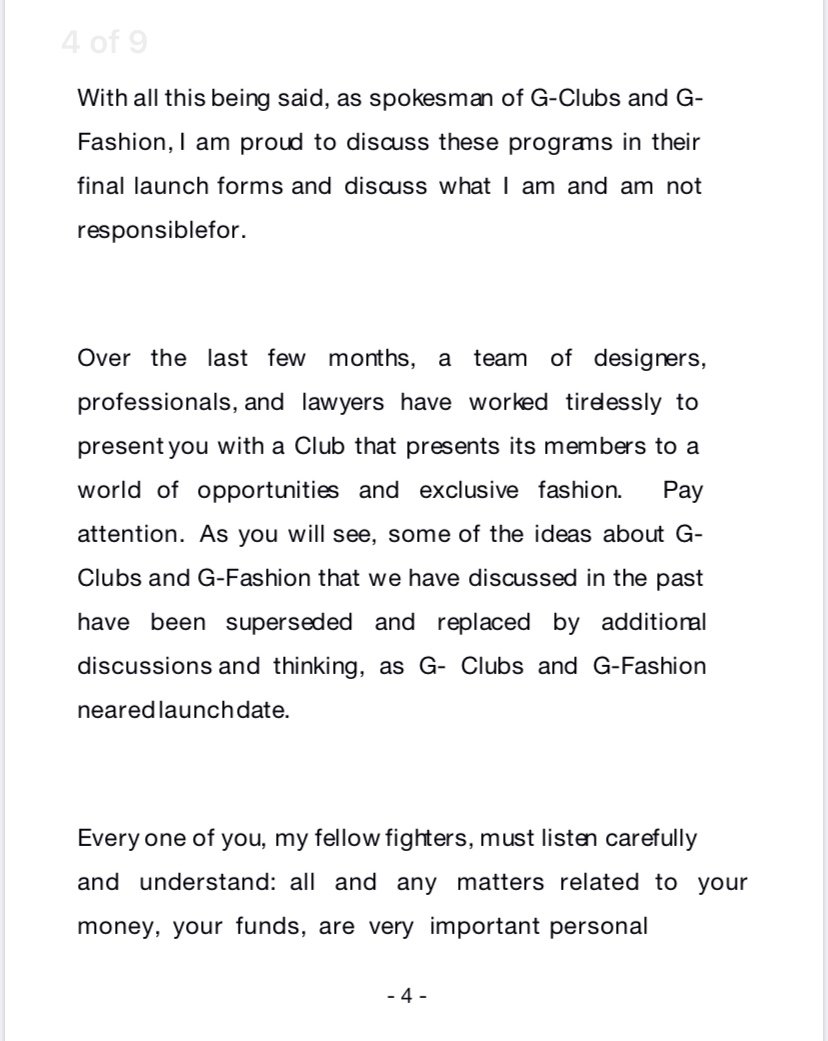 4 of 9
With all this being said, as spokesman of G-Clubs and G-
Fashion, I am proud to discuss these programs in their
final launch forms and discuss what I am and am not
responsiblefor.
Over the last few months, a team of designers,
professionals, and lawyers have worked tirelessly to
present you with a Club that presents its members to a
world of opportunities and exclusive fashion. Pay
attention. As you will see, some of the ideas about G-
Clubs and G-Fashion that we have discussed in the past
have been superseded and replaced by additional
discussions and thinking, as G- Clubs and G-Fashion
neared launch date.
Every one of you, my fellow fighters, must listen carefully
and understand: all and any matters related to your
money, your funds, are very important personal
- 4 -